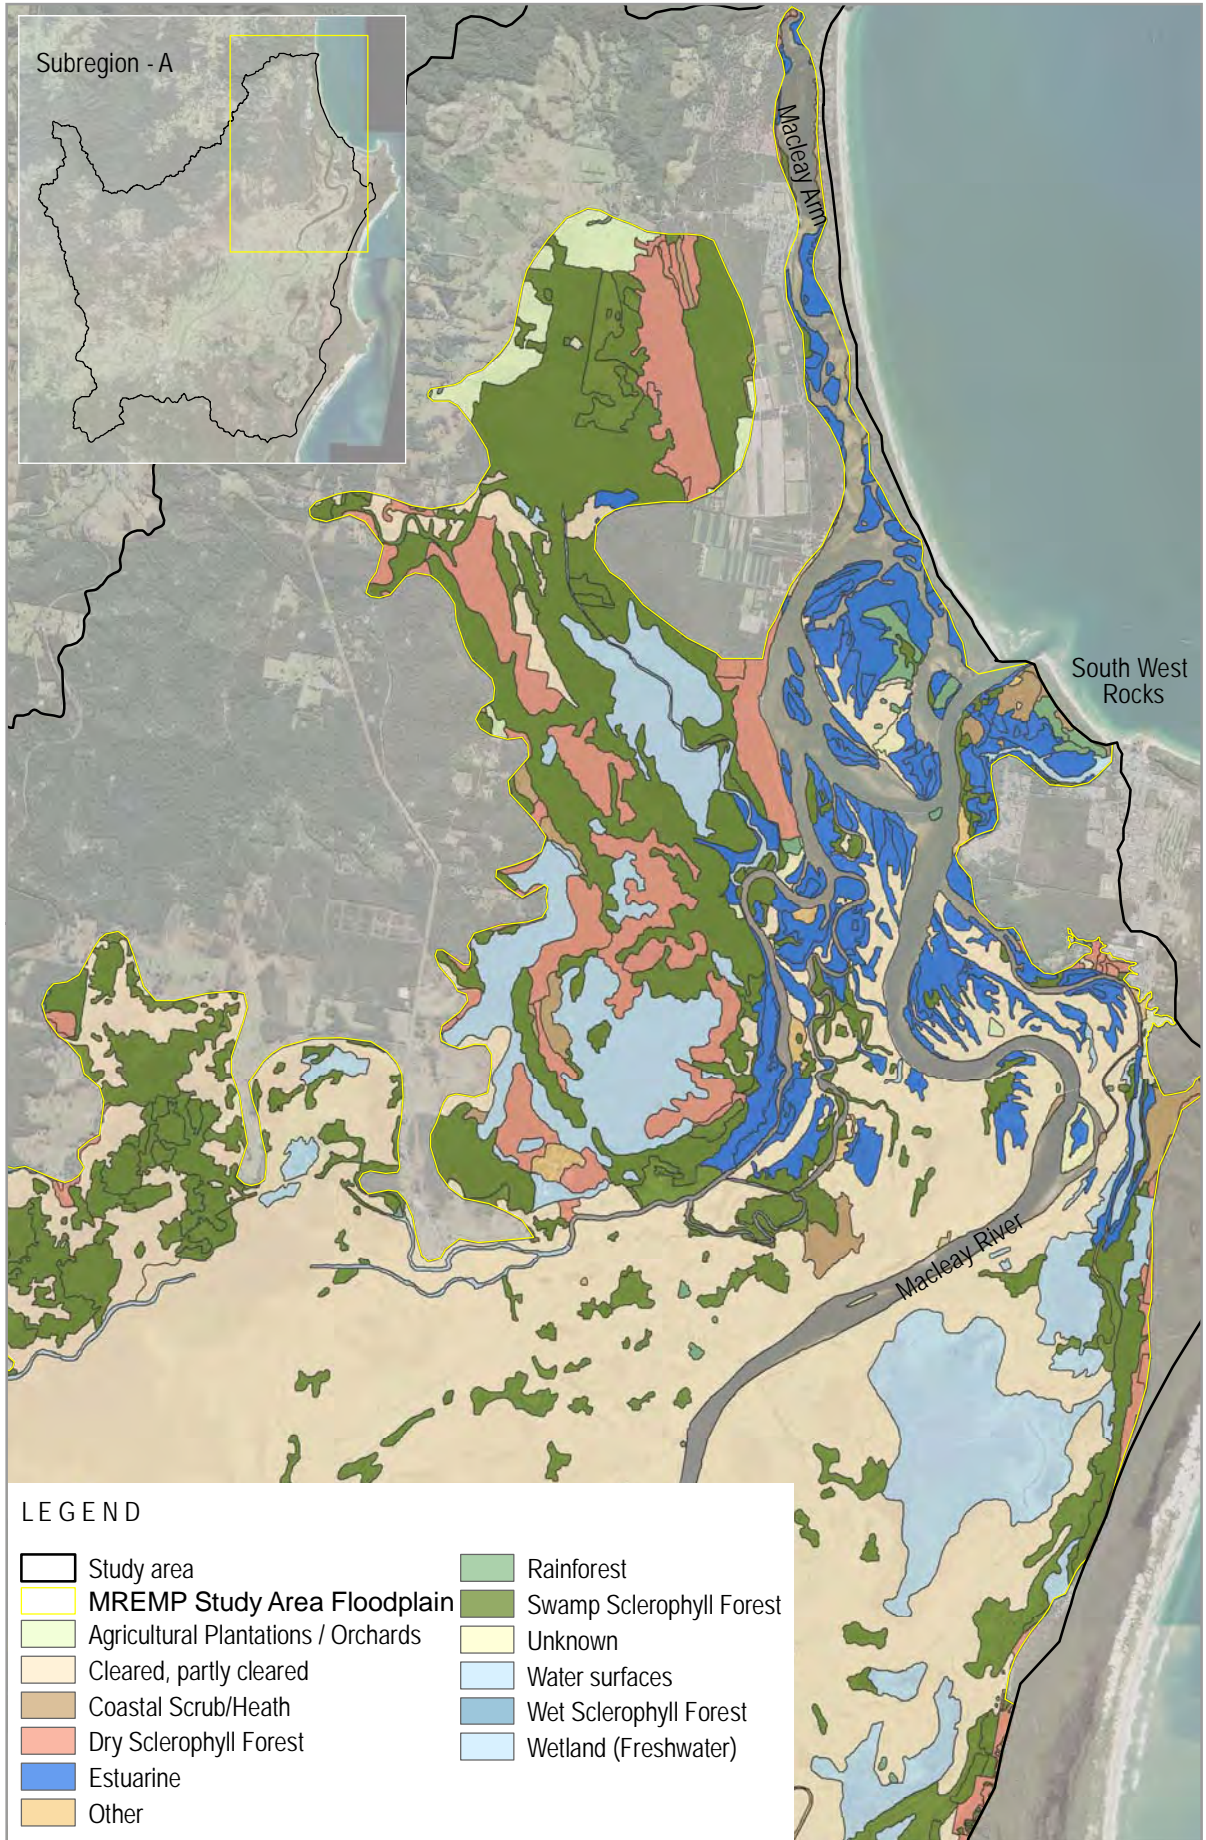 Subregion - A
Macleay Arm
South West
Rocks
Macleay River
LEGEND
Study area
MREMP Study Area Floodplain
Agricultural Plantations / Orchards
Cleared, partly cleared
Coastal Scrub/Heath
Dry Sclerophyll Forest
Estuarine
Other
Rainforest
Swamp Sclerophyll Forest
Unknown
Water surfaces
Wet Sclerophyll Forest
Wetland (Freshwater)